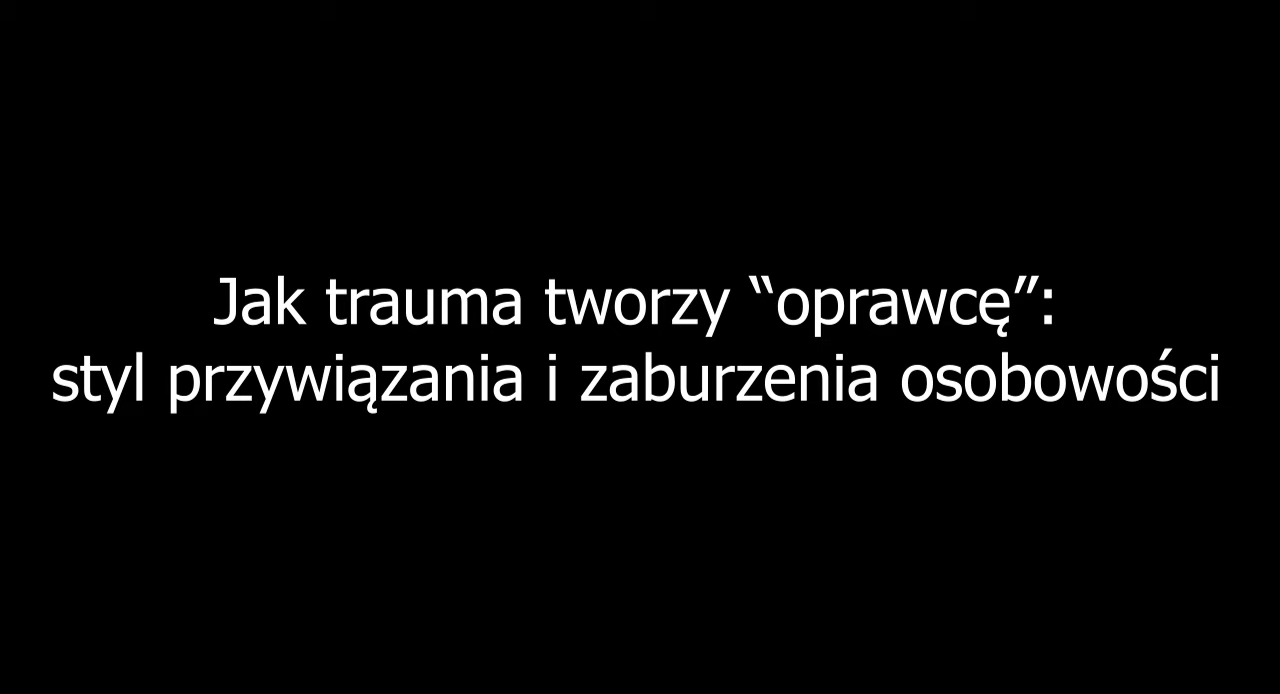 Jak trauma tworzy “oprawcę”:
styl przywiązania i zaburzenia osobowości